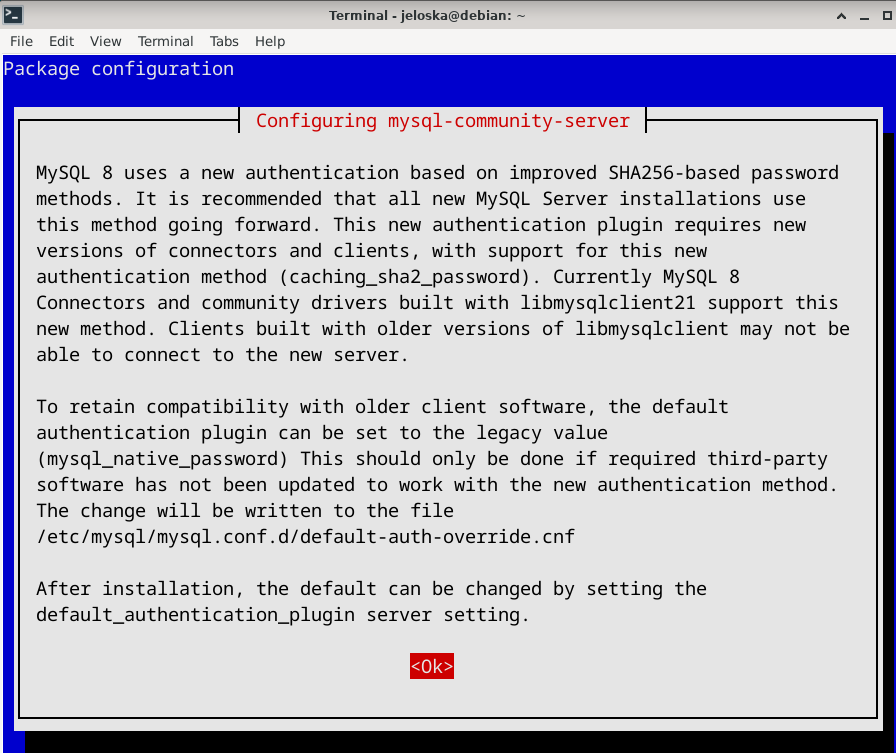 Terminal - jeloska@debian: ~
File Edit View Terminal Tabs Help
Package configuration
Configuring mysql-community-server
MySQL 8 uses a new authentication based on improved SHA256-based password
methods. It is recommended that all new MySQL Server installations use
this method going forward. This new authentication plugin requires new
versions of connectors and clients, with support for this new
authentication method (caching_sha2_password). Currently MySQL 8
Connectors and community drivers built with libmysqlclient21 support this
new method. Clients built with older versions of libmysqlclient may not be
able to connect to the new server.
To retain compatibility with older client software, the default
authentication plugin can be set to the legacy value
(mysql_native_password) This should only be done if required third-party
software has not been updated to work with the new authentication method.
The change will be written to the file
/etc/mysql/mysql.conf.d/default-auth-override.cnf
After installation, the default can be changed by setting the
default_authentication_plugin server setting.
<Ok>